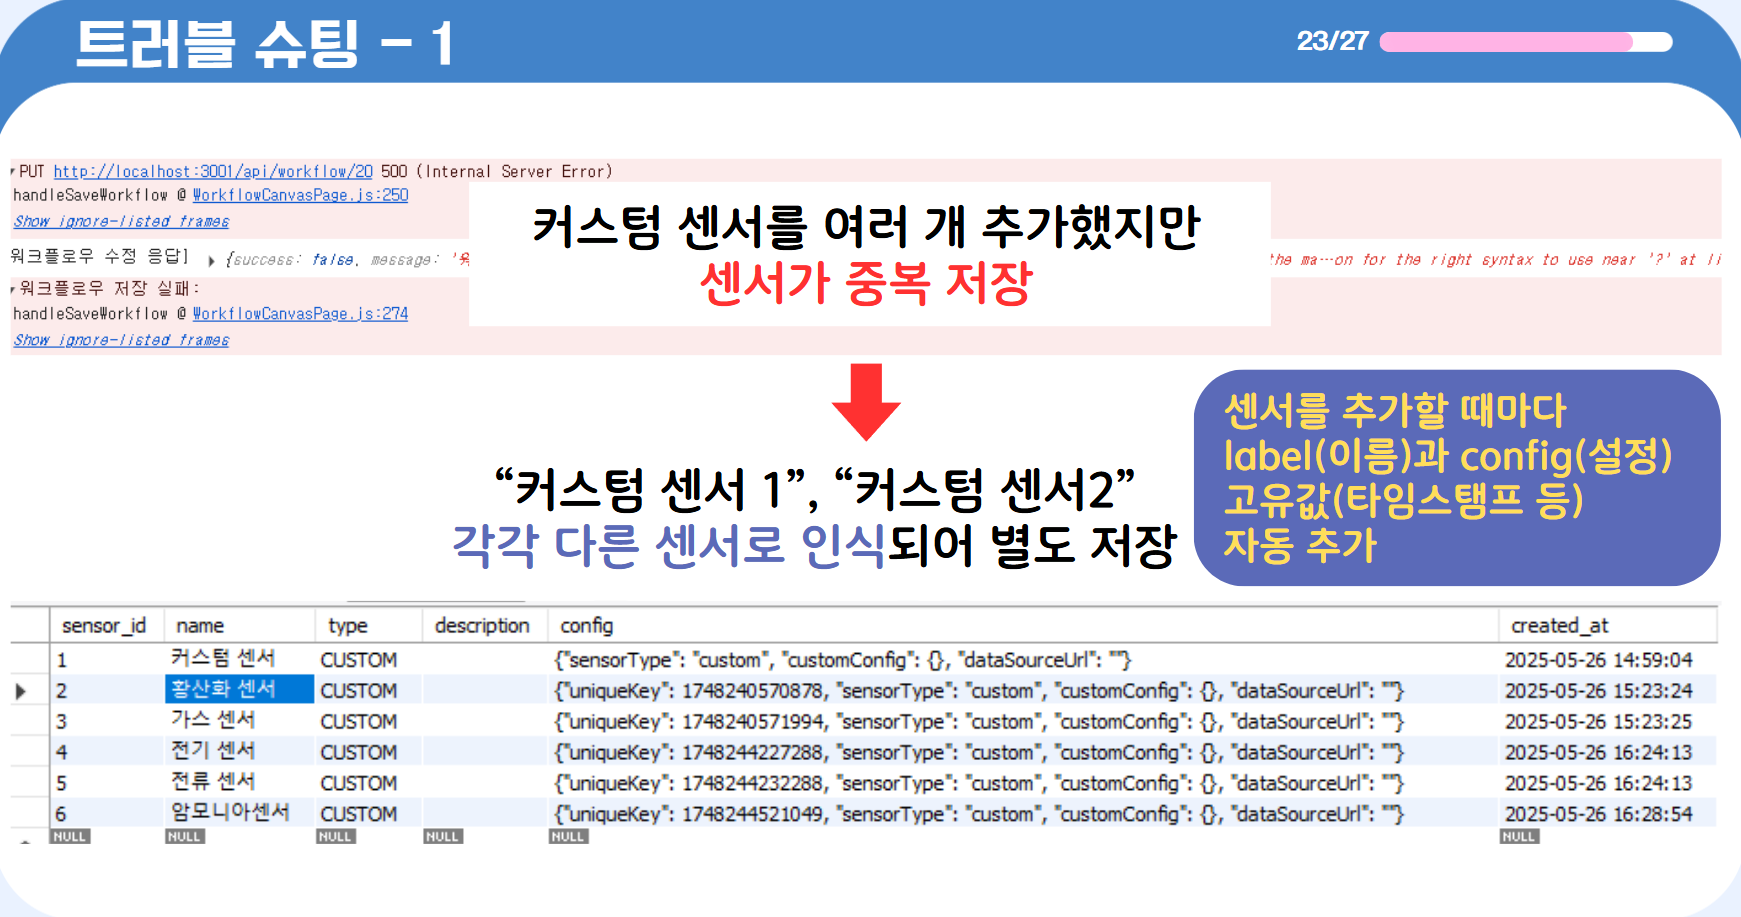 트러블 슈팅 - 1
23/27
PUT http://localhost:3001/api/workflow/20 500 (Internal Server Error)
handleSaveWorkflow @ WorkflowCanvasPage.js:250
Show ignore-listed frames
워크플로우 수정 응답] ▶ {success: false, message: '
the ma…on for the right syntax to use near '?' at li
워크플로우 저장 실패:
handleSaveWorkflow @ WorkflowCanvasPage.js:274
Show ignore-listed frames
커스텀 센서를 여러 개 추가했지만
센서가 중복 저장
“커스텀 센서 1”, “커스텀 센서2”
각각 다른 센서로 인식되어 별도 저장
센서를 추가할 때마다
label(이름)과 config(설정)
고유값(타임스탬프 등)
자동 추가
sensor_id name type description config created_at
1 커스텀 센서 CUSTOM {"sensorType": "custom", "customConfig": {}, "dataSourceUrl": ""} 2025-05-26 14:59:04
2 황산화 센서 CUSTOM {"uniqueKey": 1748240570878, "sensorType": "custom", "customConfig": {}, "dataSourceUrl": ""} 2025-05-26 15:23:24
3 가스 센서 CUSTOM {"uniqueKey": 1748240571994, "sensorType": "custom", "customConfig": {}, "dataSourceUrl": ""} 2025-05-26 15:23:25
4 전기 센서 CUSTOM {"uniqueKey": 1748244227288, "sensorType": "custom", "customConfig": {}, "dataSourceUrl": ""} 2025-05-26 16:24:13
5 전류 센서 CUSTOM {"uniqueKey": 1748244232288, "sensorType": "custom", "customConfig": {}, "dataSourceUrl": ""} 2025-05-26 16:24:13
6 암모니아센서 CUSTOM {"uniqueKey": 1748244521049, "sensorType": "custom", "customConfig": {}, "dataSourceUrl": ""} 2025-05-26 16:28:54
NULL NULL NULL NULL NULL NULL